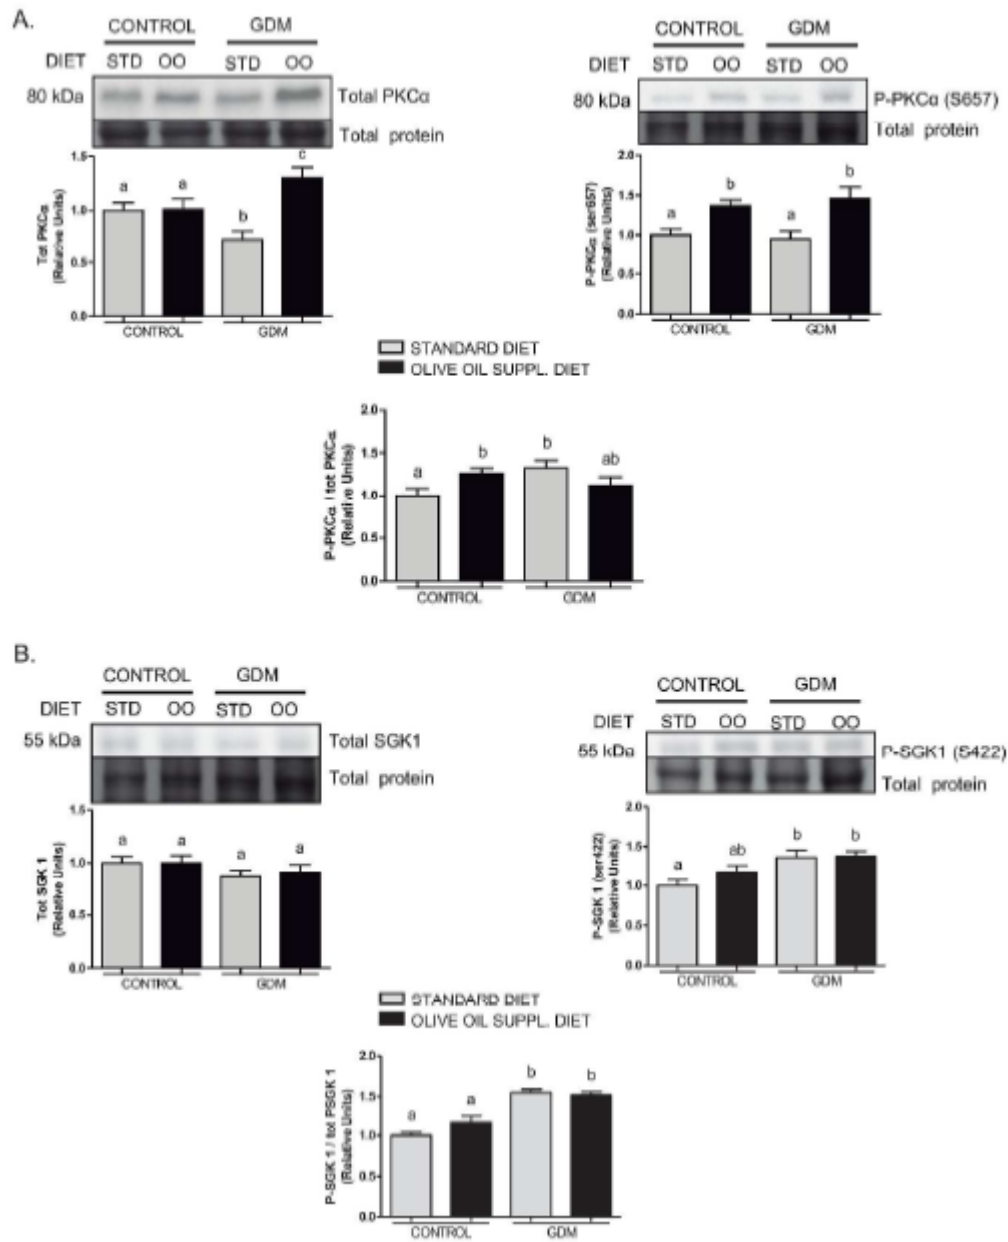 A.
CONTROL GDM
DIET STD OO STD OO
80 kDa Total PKCα
Total protein
1.5
1.0
0.5
0.0
Tot PKCα
(Relative Units)
a a b c
CONTROL GDM
CONTROL GDM
DIET STD OO STD OO
80 kDa P-PKCα (S657)
Total protein
2.0
1.5
1.0
0.5
0.0
P-PKCα (ser657)
(Relative Units)
a b a b
CONTROL GDM
STANDARD DIET
OLIVE OIL SUPPL. DIET
2.0
1.5
1.0
0.5
0.0
P-PKCα / tot PKCα
(Relative Units)
a b b ab
CONTROL GDM
B.
CONTROL GDM
DIET STD OO STD OO
55 kDa Total SGK1
Total protein
1.5
1.0
0.5
0.0
Tot SGK 1
(Relative Units)
a a a a
CONTROL GDM
CONTROL GDM
DIET STD OO STD OO
55 kDa P-SGK1 (S422)
Total protein
2.0
1.5
1.0
0.5
0.0
P-SGK 1 (ser422)
(Relative Units)
a ab b b
CONTROL GDM
STANDARD DIET
OLIVE OIL SUPPL. DIET
2.0
1.5
1.0
0.5
0.0
P-SGK 1 / tot PSGK 1
(Relative Units)
a a b b
CONTROL GDM